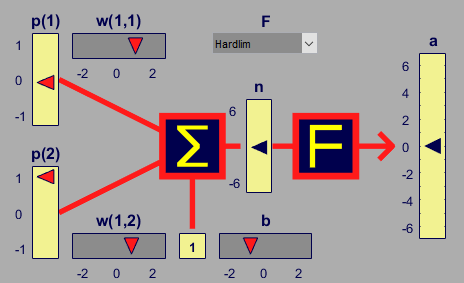 p(1) w(1,1) F
1
0
-1
-2 0 2
Hardlim
a
n
6
-6
6
4
2
0
-2
-4
-6
Σ
F
p(2)
1
0
-1
w(1,2)
-2 0 2
1
b
-2 0 2